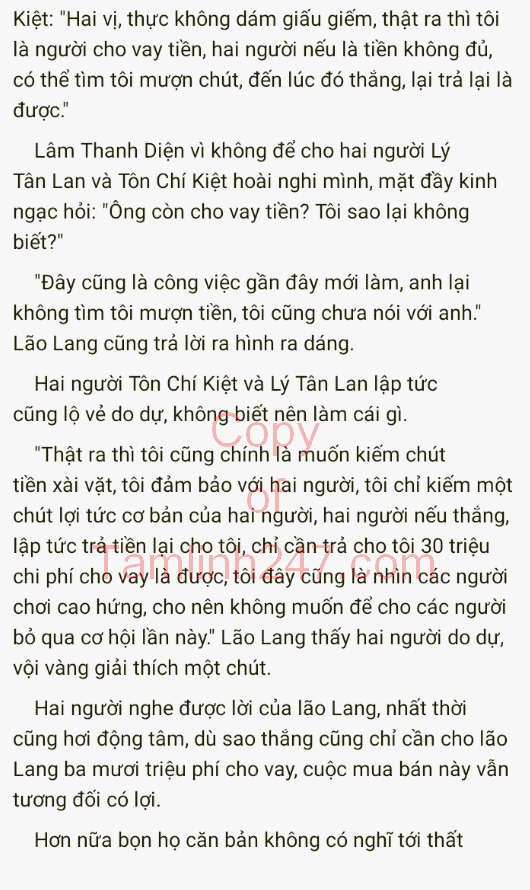 Kiệt: "Hai vị, thực không dám giấu giếm, thật ra thì tôi
là người cho vay tiền, hai người nếu là tiền không đủ,
có thể tìm tôi mượn chút, đến lúc đó thắng, lại trả lại là
được."
Lâm Thanh Diện vì không để cho hai người Lý
Tân Lan và Tôn Chí Kiệt hoài nghi mình, mặt đầy kinh
ngạc hỏi: "Ông còn cho vay tiền? Tôi sao lại không
biết?"
"Đây cũng là công việc gần đây mới làm, anh lại
không tìm tôi mượn tiền, tôi cũng chưa nói với anh."
Lão Lang cũng trả lời ra hình ra dáng.
Hai người Tôn Chí Kiệt và Lý Tân Lan lập tức
cũng lộ vẻ do dự, không biết nên làm cái gì.
Copy
"Thật ra thì tôi cũng chính là muốn kiếm chút
tiền xài vặt, tôi đảm bảo với hai người, tôi chỉ kiếm một
of
chút lợi tức cơ bản của hai người, hai người nếu thắng,
lập tức trả tiền lại cho tôi, chỉ cần trả cho tôi 30 triệu
Tamlinh247.com
chi phí cho vay là được, tôi đây cũng là nhìn các người
chơi cao hứng, cho nên không muốn để cho các người
bỏ qua cơ hội lần này." Lão Lang thấy hai người do dự,
vội vàng giải thích một chút.
Hai người nghe được lời của lão Lang, nhất thời
cũng hơi động tâm, dù sao thắng cũng chỉ cần cho lão
Lang ba mươi triệu phí cho vay, cuộc mua bán này vẫn
tương đối có lợi.
Hơn nữa bọn họ căn bản không có nghĩ tới thất